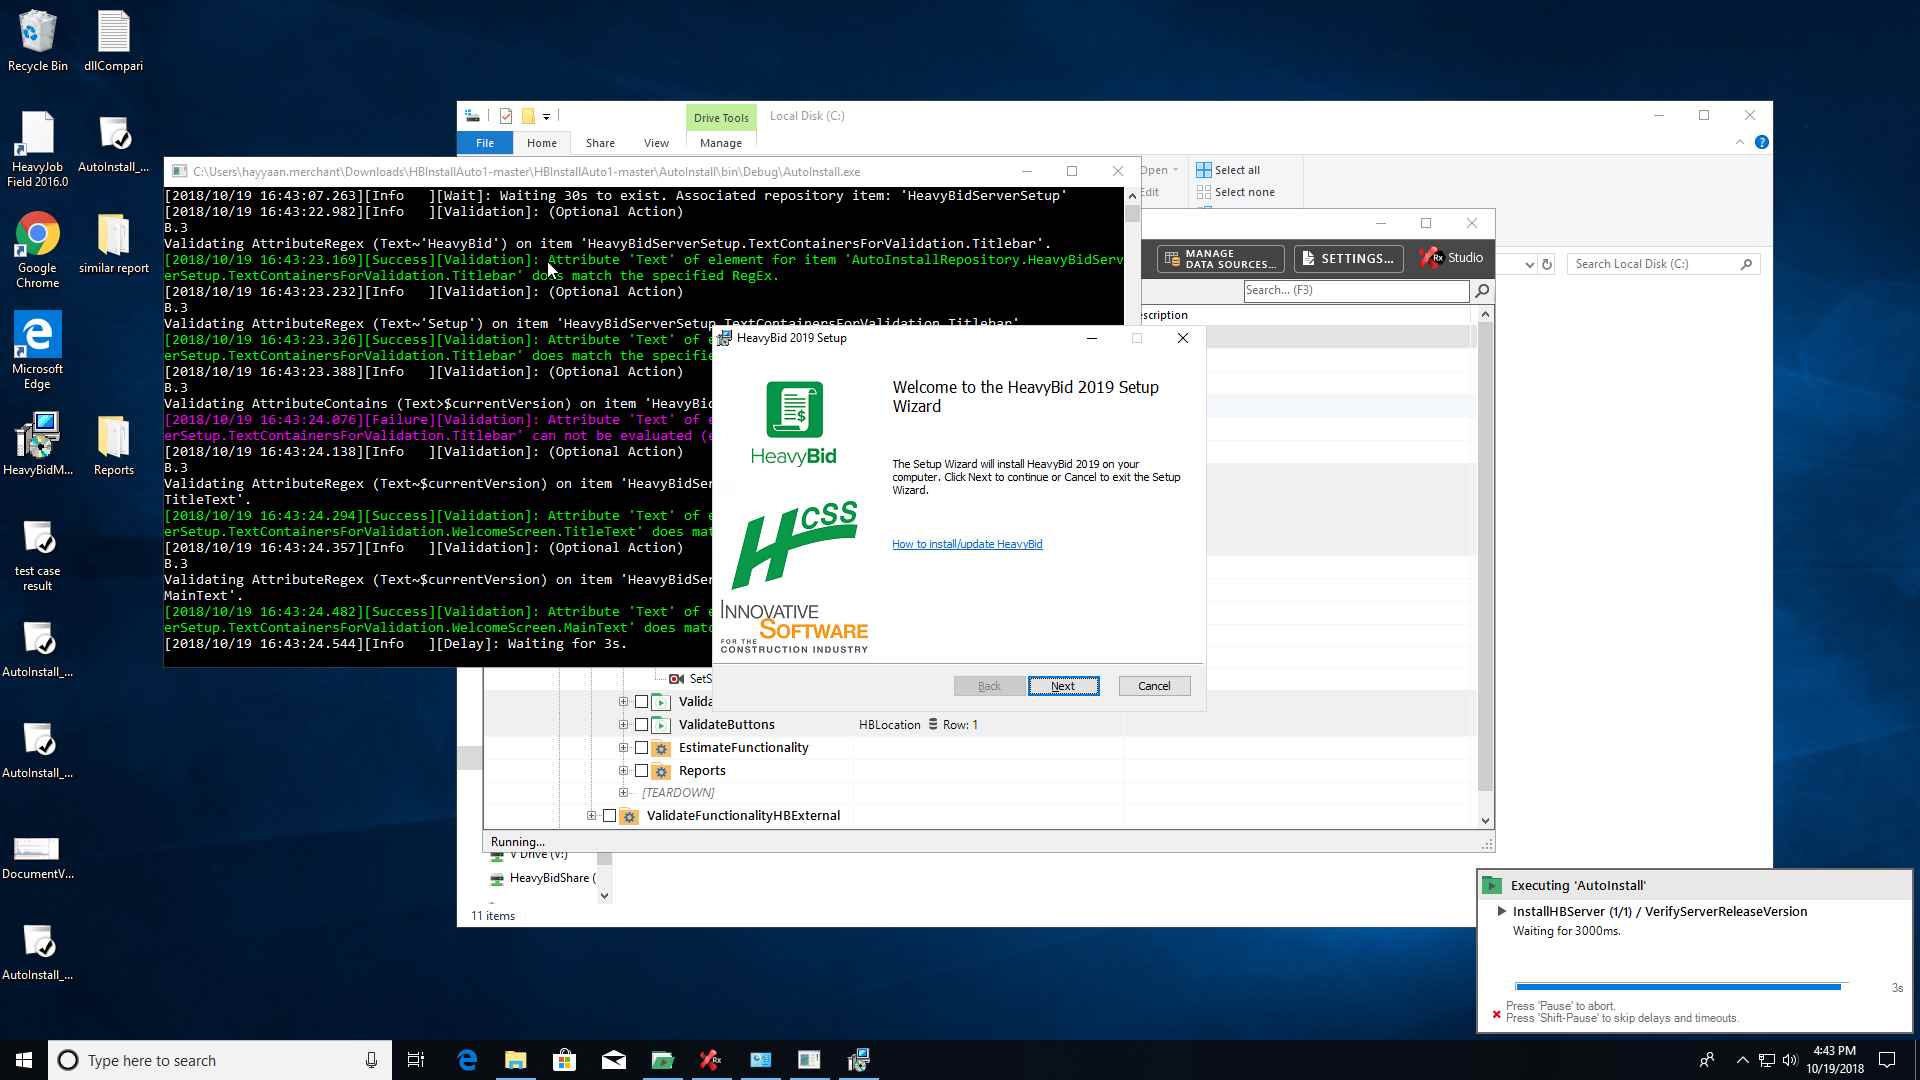 Recycle Bin
dllCompari
HeavyJob
Field 2016.0
AutoInstall_...
Google
Chrome
similar report
Microsoft
Edge
HeavyBidM...
Reports
test case
result
AutoInstall_...
AutoInstall_...
DocumentV...
AutoInstall_...
Drive Tools
Local Disk (C:)
File
Home
Share
View
Manage
Open
Edit
Select all
Select none
Search Local Disk (C:)
C:\Users\hayyaan.merchant\Downloads\HBInstallAuto1-master\HBInstallAuto1-master\AutoInstall\bin\Debug\AutoInstall.exe
[2018/10/19 16:43:07.263][Info   ][Wait]: Waiting 30s to exist. Associated repository item: 'HeavyBidServerSetup'
[2018/10/19 16:43:22.982][Info   ][Validation]: (Optional Action)
B.3
Validating AttributeRegex (Text~'HeavyBid') on item 'HeavyBidServerSetup.TextContainersForValidation.Titlebar'.
[2018/10/19 16:43:23.169][Success][Validation]: Attribute 'Text' of element for item 'AutoInstallRepository.HeavyBidServ
erSetup.TextContainersForValidation.Titlebar' does match the specified RegEx.
[2018/10/19 16:43:23.232][Info   ][Validation]: (Optional Action)
B.3
Validating AttributeRegex (Text~'Setup') on item 'HeavyBidServerSetup.TextContainersForValidation.Titlebar'
[2018/10/19 16:43:23.326][Success][Validation]: Attribute 'Text' of e
erSetup.TextContainersForValidation.Titlebar' does match the specifie
[2018/10/19 16:43:23.388][Info   ][Validation]: (Optional Action)
B.3
Validating AttributeContains (Text>$currentVersion) on item 'HeavyBid
[2018/10/19 16:43:24.076][Failure][Validation]: Attribute 'Text' of e
erSetup.TextContainersForValidation.Titlebar' can not be evaluated (e
[2018/10/19 16:43:24.138][Info   ][Validation]: (Optional Action)
B.3
Validating AttributeRegex (Text~$currentVersion) on item 'HeavyBidSer
TitleText'.
[2018/10/19 16:43:24.294][Success][Validation]: Attribute 'Text' of e
erSetup.TextContainersForValidation.WelcomeScreen.TitleText' does mat
[2018/10/19 16:43:24.357][Info   ][Validation]: (Optional Action)
B.3
Validating AttributeRegex (Text~$currentVersion) on item 'HeavyBidSer
MainText'.
[2018/10/19 16:43:24.482][Success][Validation]: Attribute 'Text' of e
erSetup.TextContainersForValidation.WelcomeScreen.MainText' does matc
[2018/10/19 16:43:24.544][Info   ][Delay]: Waiting for 3s.
MANAGE
DATA SOURCES...
SETTINGS...
Rx Studio
Search... (F3)
scription
HeavyBid 2019 Setup
HeavyBid
HCSS
INNOVATIVE
SOFTWARE
FOR THE
CONSTRUCTION INDUSTRY
Welcome to the HeavyBid 2019 Setup
Wizard
The Setup Wizard will install HeavyBid 2019 on your
computer. Click Next to continue or Cancel to exit the Setup
Wizard.
How to install/update HeavyBid
Back
Next
Cancel
SetS
Valida
ValidateButtons
HBLocation
Row: 1
EstimateFunctionality
Reports
[TEARDOWN]
ValidateFunctionalityHBExternal
Running...
V Drive (V:)
HeavyBidShare (
11 items
Executing 'AutoInstall'
InstallHBServer (1/1) / VerifyServerReleaseVersion
Waiting for 3000ms.
3s
Press 'Pause' to abort.
Press 'Shift-Pause' to skip delays and timeouts.
Type here to search
4:43 PM
10/19/2018